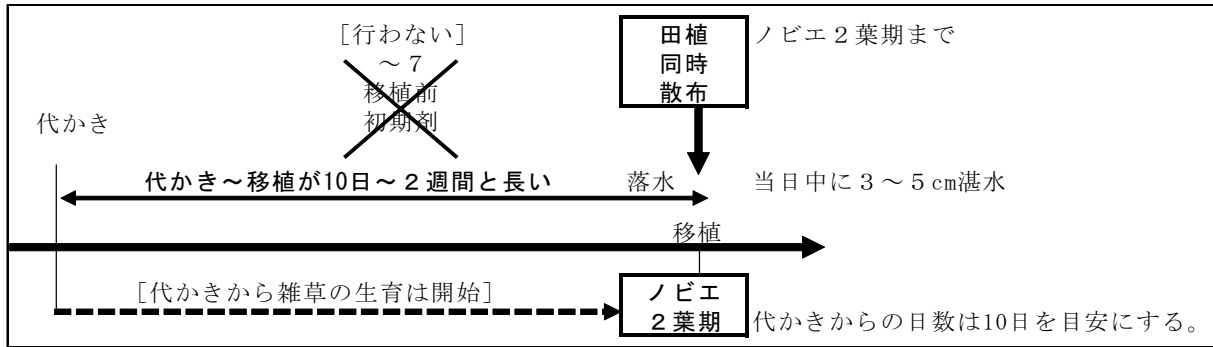 [行わない]
～７
移植前
初期剤
田植
同時
散布
ノビエ２葉期まで
代かき
代かき～移植が10日～２週間と長い
落水
当日中に３～５cm湛水
移植
[代かきから雑草の生育は開始]
ノビエ
２葉期
代かきからの日数は10日を目安にする。